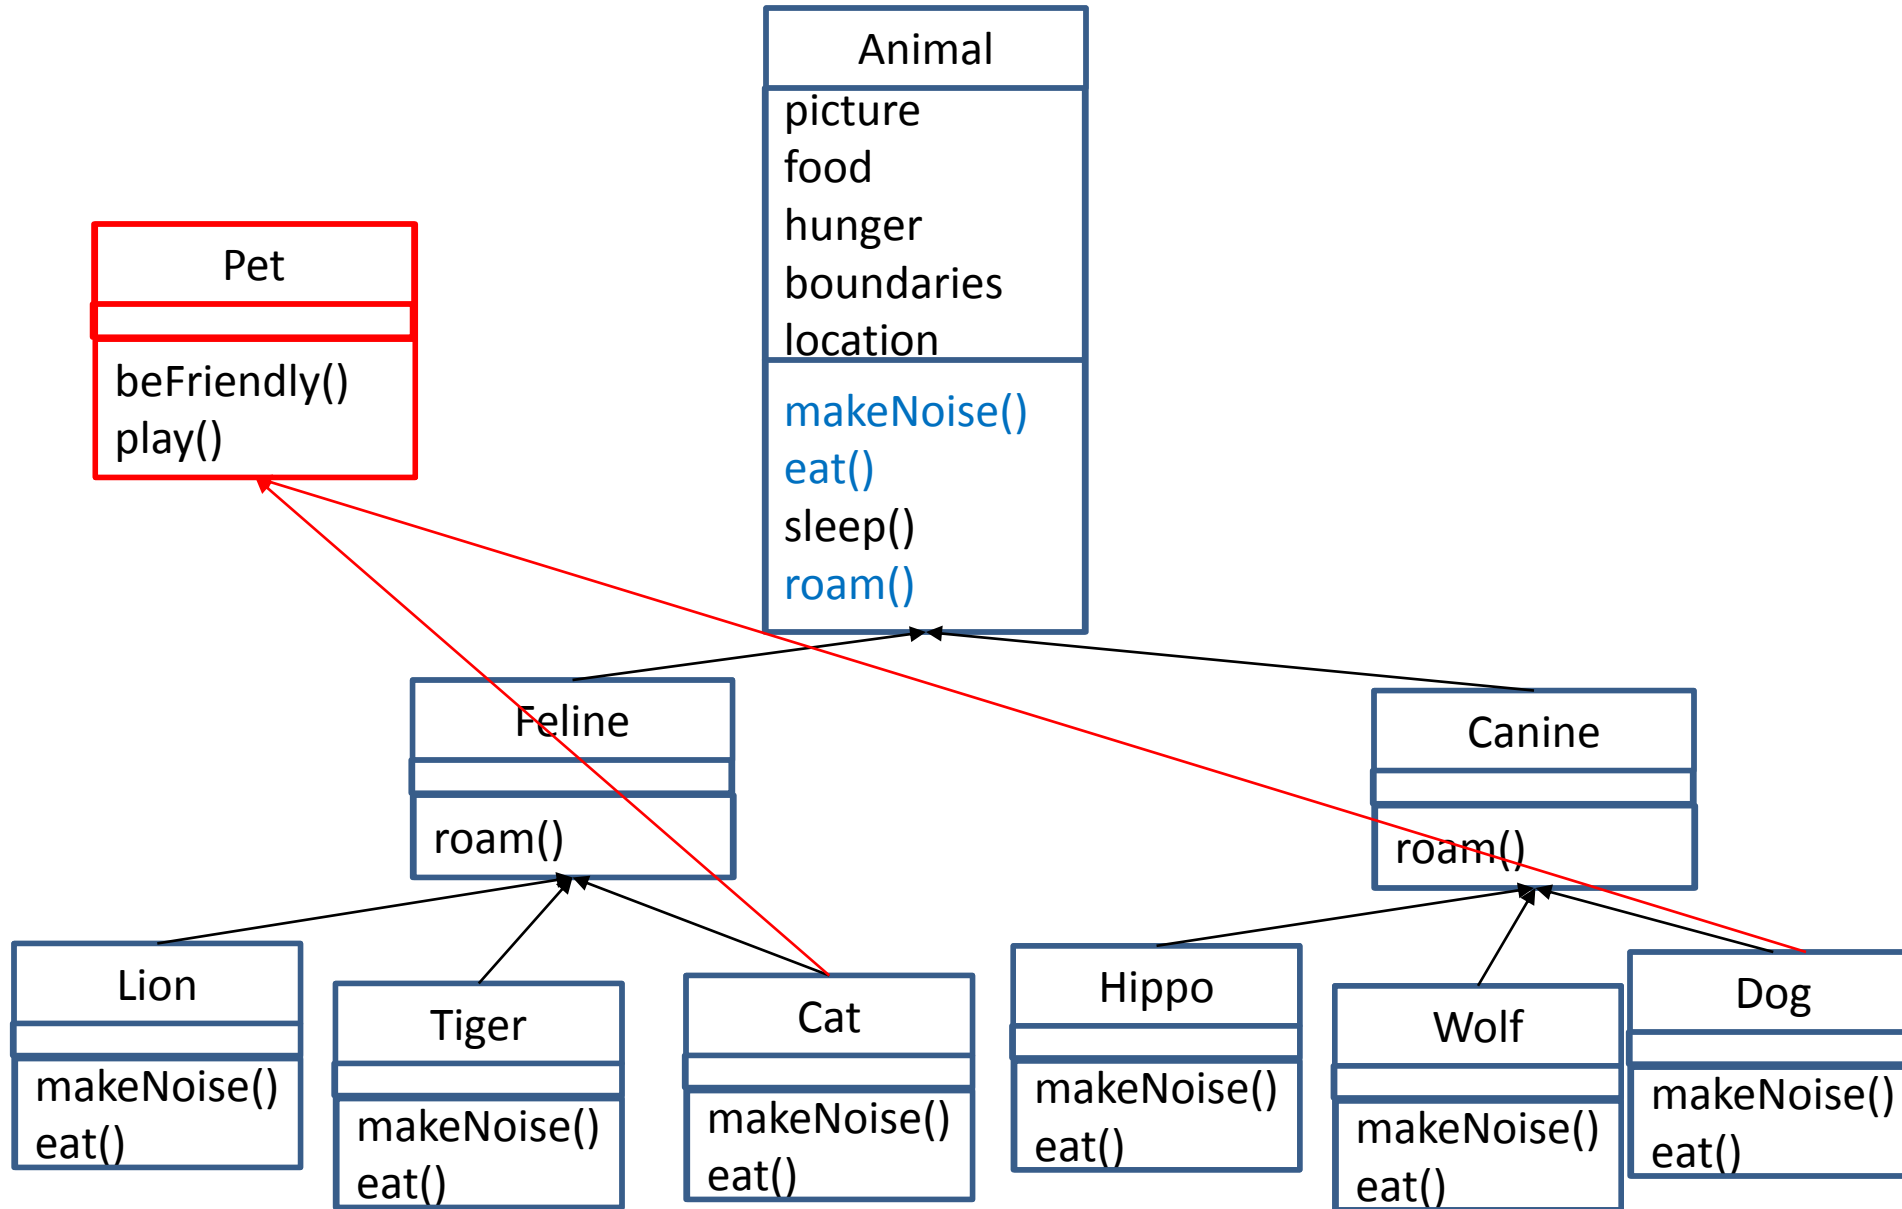 Animal
picture
food
hunger
boundaries
location
makeNoise()
eat()
sleep()
roam()
Pet
beFriendly()
play()
Feline
roam()
Canine
roam()
Lion
makeNoise()
eat()
Tiger
makeNoise()
eat()
Cat
makeNoise()
eat()
Hippo
makeNoise()
eat()
Wolf
makeNoise()
eat()
Dog
makeNoise()
eat()